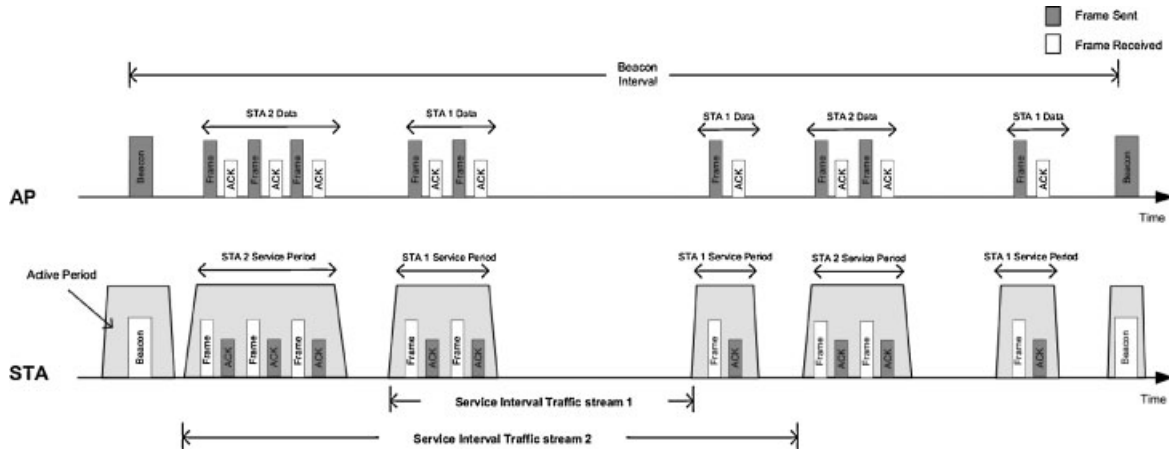 Frame Sent
Frame Received
Beacon
Interval
STA 2 Data
STA 1 Data
STA 1 Data
STA 2 Data
STA 1 Data
Beacon
Frame
ACK
Frame
ACK
Frame
ACK
Frame
ACK
Frame
ACK
Frame
ACK
Frame
ACK
Frame
ACK
Frame
ACK
Beacon
AP
Time
STA 2 Service Period
STA 1 Service Period
STA 1 Service Period
STA 2 Service Period
STA 1 Service Period
Active Period
Beacon
Frame
ACK
Frame
ACK
Frame
ACK
Frame
ACK
Frame
ACK
Frame
ACK
Frame
ACK
Frame
ACK
Frame
ACK
Beacon
STA
Time
Service Interval Traffic stream 1
Service Interval Traffic stream 2